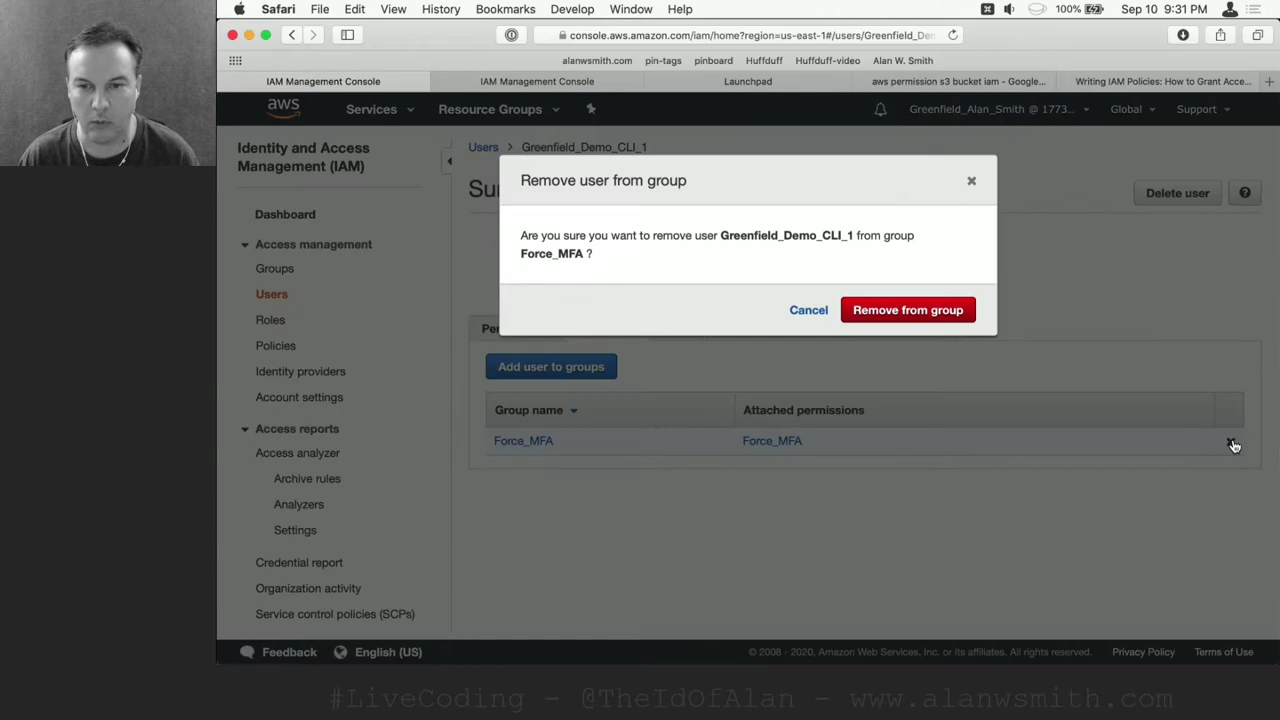 Safari File Edit View History Bookmarks Develop Window Help 100% Sep 10 9:31 PM
console.aws.amazon.com/iam/home?region=us-east-1#/users/Greenfield_De
alanwsmith.com pin-tags pinboard Huffduff Huffduff-video Alan W. Smith
IAM Management Console IAM Management Console Launchpad aws permission s3 bucket iam - Google... Writing IAM Policies: How to Grant Acce...
aws Services Resource Groups Greenfield_Alan_Smith @ 1773... Global Support
Identity and Access
Management (IAM)
Users > Greenfield_Demo_CLI_1
Su
Delete user
Remove user from group
Are you sure you want to remove user Greenfield_Demo_CLI_1 from group
Force_MFA ?
Cancel Remove from group
Dashboard
Access management
Groups
Users
Roles
Policies
Identity providers
Account settings
Access reports
Access analyzer
Archive rules
Analyzers
Settings
Credential report
Organization activity
Service control policies (SCPs)
Pe
Add user to groups
Group name Attached permissions
Force_MFA Force_MFA
Feedback English (US) © 2008 - 2020, Amazon Web Services, Inc. or its affiliates. All rights reserved. Privacy Policy Terms of Use
#LiveCoding - @TheIdOfAlan - www.alanwsmith.com